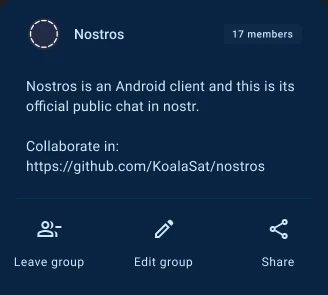 Nostros
17 members
Nostros is an Android client and this is its
official public chat in nostr.
Collaborate in:
https://github.com/KoalaSat/nostros
Leave group
Edit group
Share